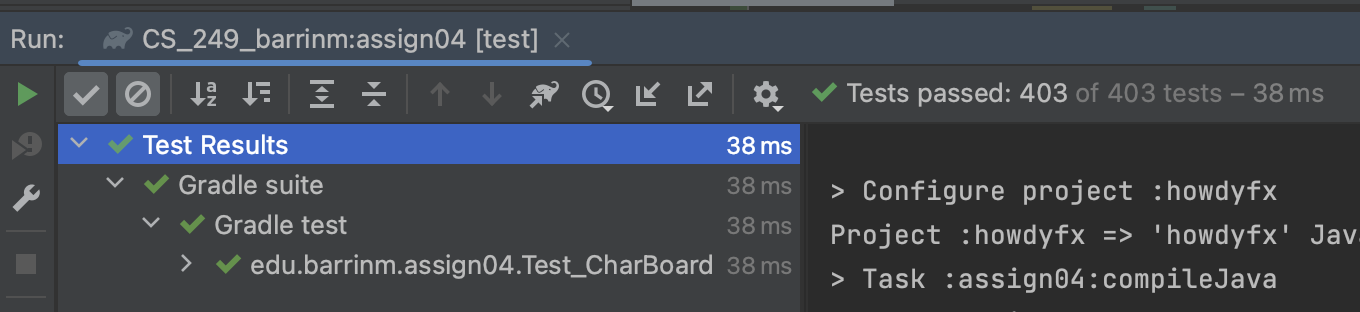 Run: CS_249_barrinm:assign04 [test]
Tests passed: 403 of 403 tests – 38 ms
Test Results 38 ms
Gradle suite 38 ms
Gradle test 38 ms
edu.barrinm.assign04.Test_CharBoard 38 ms
> Configure project :howdyfx
Project :howdyfx => 'howdyfx' Jav
> Task :assign04:compileJava